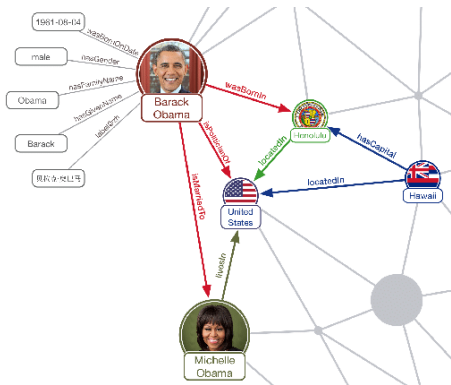 1961-08-04
wasBornOnDate
male
hasGender
Obama
hasFamilyName
Barack
hasGivenName
Barack
Obama
wasBornIn
Honolulu
isPoliticianOf
locatedIn
hasCapital
isMarriedTo
locatedIn
Hawaii
United
States
livesIn
Michelle
Obama